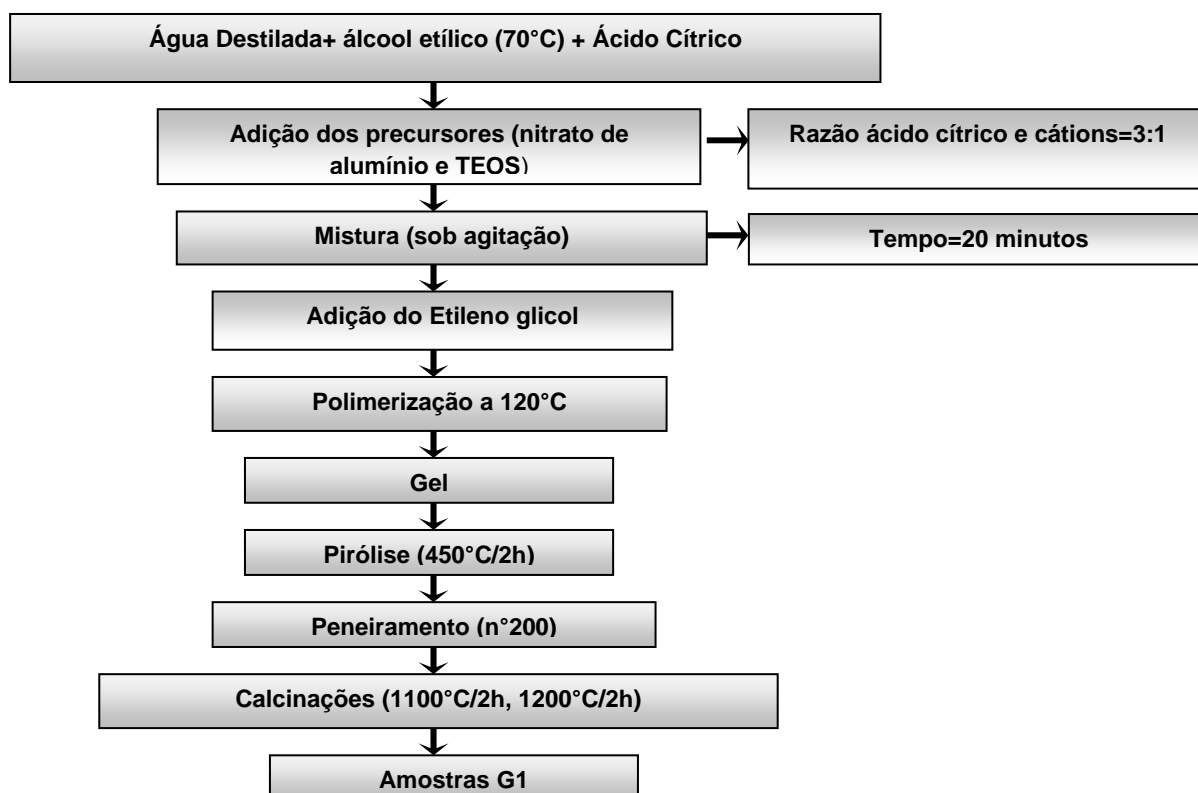 Água Destilada+ álcool etílico (70°C) + Ácido Cítrico
Adição dos precursores (nitrato de
alumínio e TEOS)
Razão ácido cítrico e cátions=3:1
Mistura (sob agitação)
Tempo=20 minutos
Adição do Etileno glicol
Polimerização a 120°C
Gel
Pirólise (450°C/2h)
Peneiramento (n°200)
Calcinações (1100°C/2h, 1200°C/2h)
Amostras G1